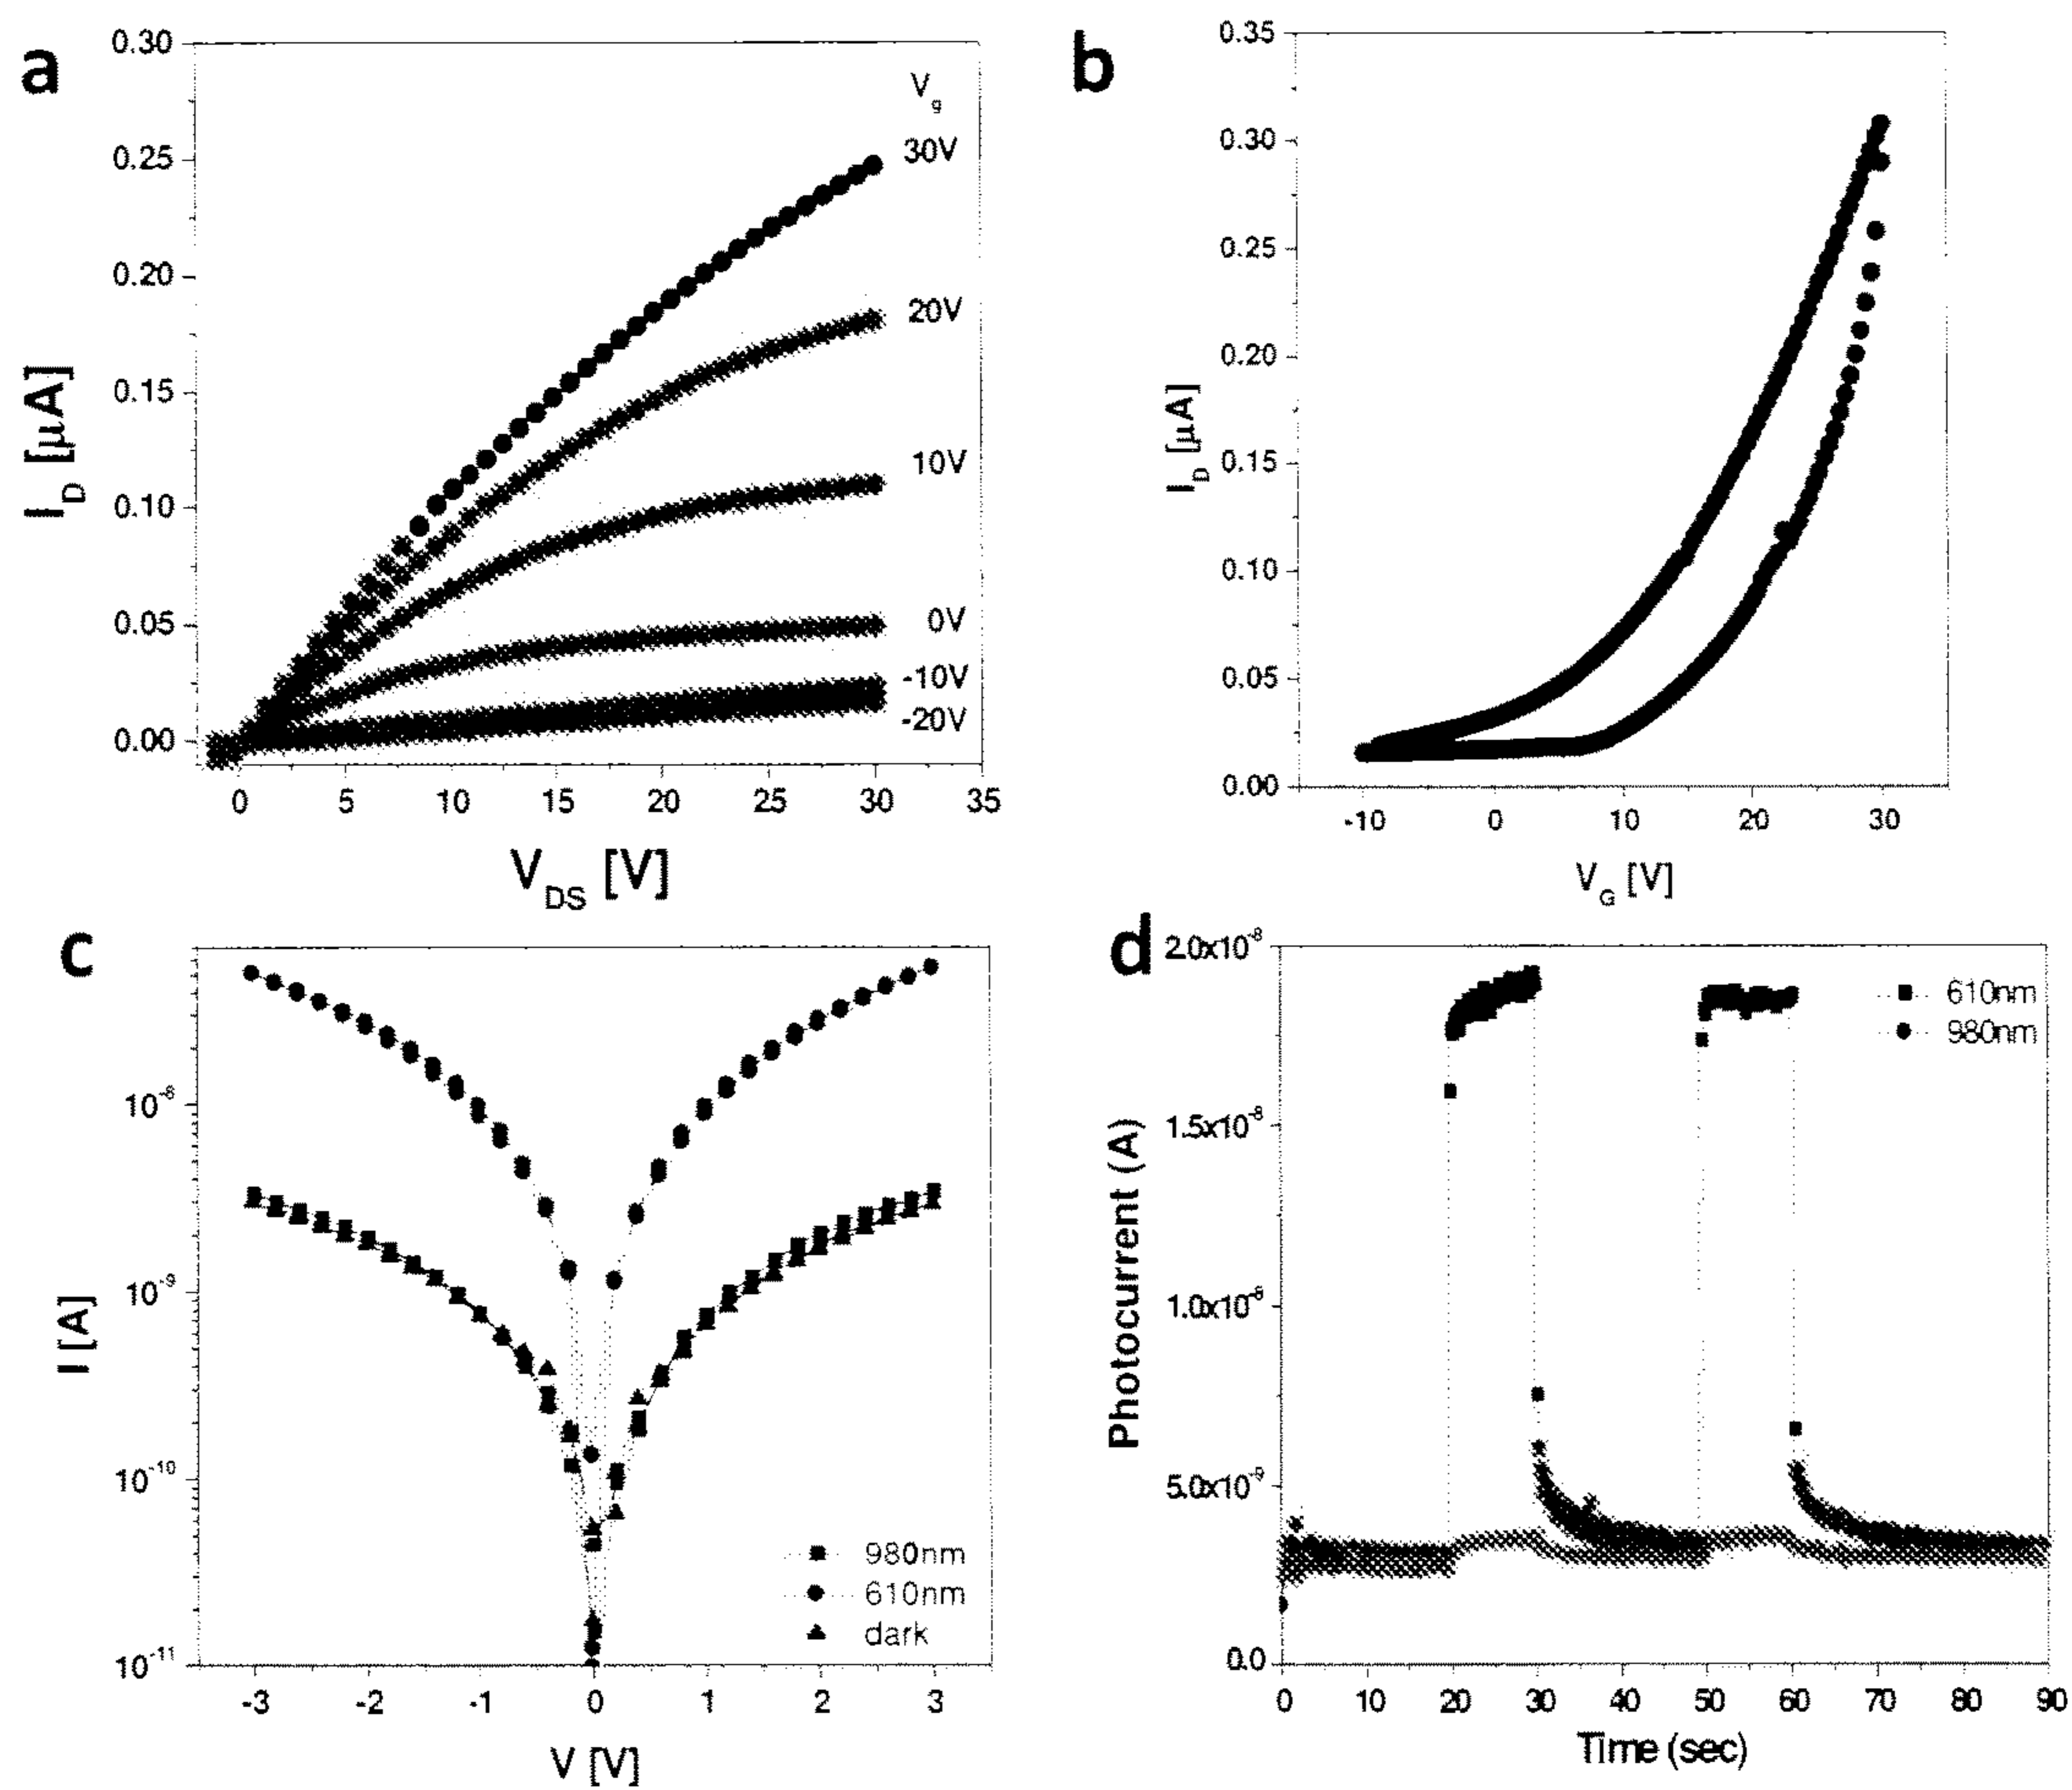 a
0.30
0.25
0.20
0.15
0.10
0.05
0.00
I_D [μA]
V_g
30V
20V
10V
0V
-10V
-20V
0 5 10 15 20 25 30 35
V_DS [V]
b
0.35
0.30
0.25
0.20
0.15
0.10
0.05
0.00
I_D [μA]
-10 0 10 20 30
V_G [V]
c
10^-8
10^-9
10^-10
10^-11
I [A]
980nm
610nm
dark
-3 -2 -1 0 1 2 3
V [V]
d
2.0x10^-8
1.5x10^-8
1.0x10^-8
5.0x10^-9
0.0
Photocurrent (A)
610nm
980nm
0 10 20 30 40 50 60 70 80 90
Time (sec)